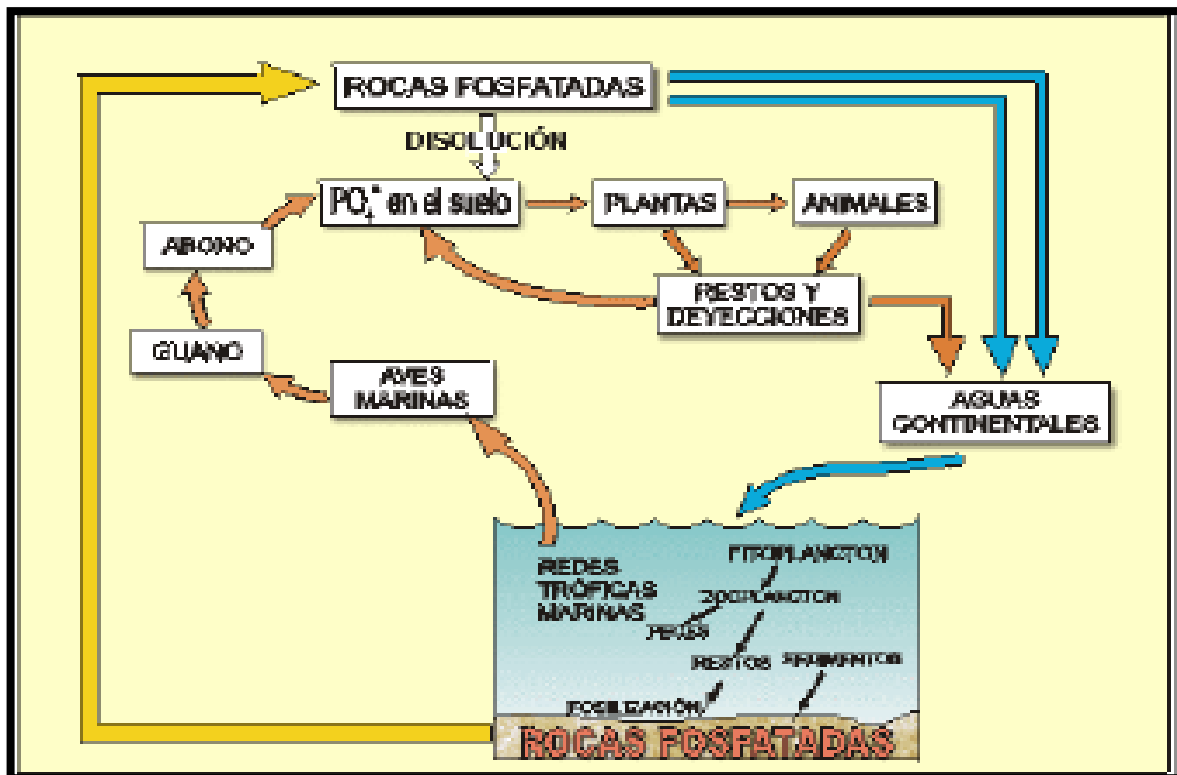 ROCAS FOSFATADAS
DISOLUCIÓN
PO₄⁼ en el suelo
PLANTAS
ANIMALES
ABONO
RESTOS Y
DEYECCIONES
GUANO
AVES
MARINAS
AGUAS
CONTINENTALES
REDES
TRÓFICAS
MARINAS
FITOPLANCTON
ZOOPLANCTON
PECES
RESTOS
SEDIMENTOS
FOSILIZACIÓN
ROCAS FOSFATADAS